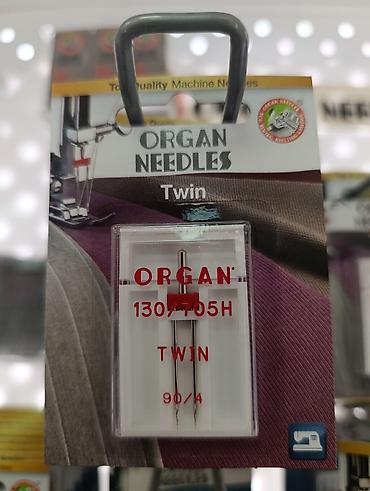 Top Quality Machine Needles
ORGAN
NEEDLES
Twin
ORGAN
130/705H
TWIN
90/4